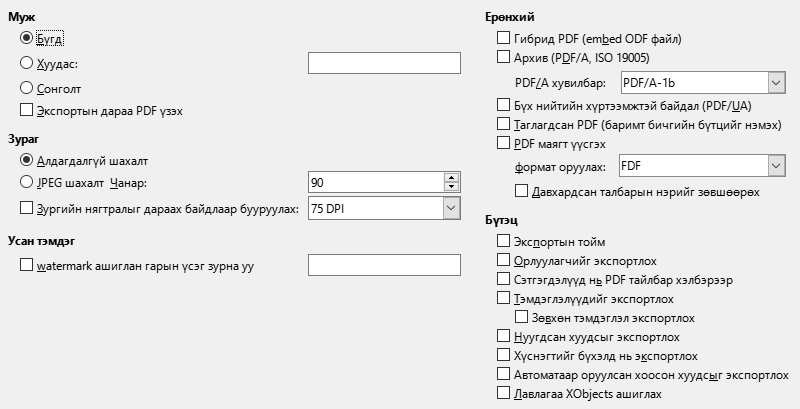 Муж
Бүгд
Хуудас:
Сонголт
Экспортын дараа PDF үзэх
Зураг
Алдагдалгүй шахалт
JPEG шахалт Чанар: 90
Зургийн нягтралыг дараах байдлаар бууруулах: 75 DPI
Усан тэмдэг
watermark ашиглан гарын үсэг зурна уу
Ерөнхий
Гибрид PDF (embed ODF файл)
Архив (PDF/A, ISO 19005)
PDF/A хувилбар: PDF/A-1b
Бүх нийтийн хүртээмжтэй байдал (PDF/UA)
Таглагдсан PDF (баримт бичгийн бүтцийг нэмэх)
PDF маягт үүсгэх
формат оруулах: FDF
Давхардсан талбарын нэрийг зөвшөөрөх
Бүтэц
Экспортын тойм
Орлуулагчийг экспортлох
Сэтгэгдэлүүд нь PDF тайлбар хэлбэрээр
Тэмдэглэлүүдийг экспортлох
Зөвхөн тэмдэглэл экспортлох
Нуугдсан хуудсыг экспортлох
Хүснэгтийг бүхэлд нь экспортлох
Автоматаар оруулсан хоосон хуудсыг экспортлох
Лавлагаа XObjects ашиглах